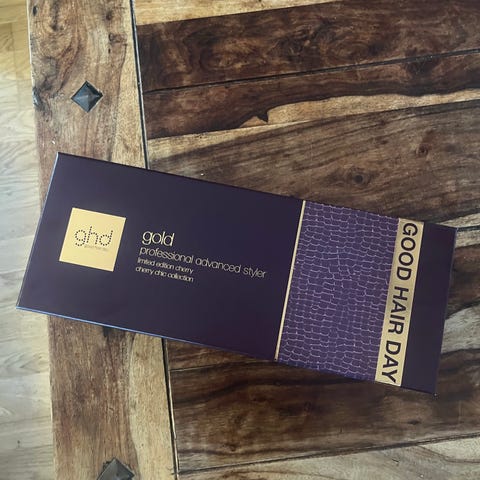 ghd
gold
professional advanced styler
limited edition cherry
cherry chic collection
GOOD HAIR DAY